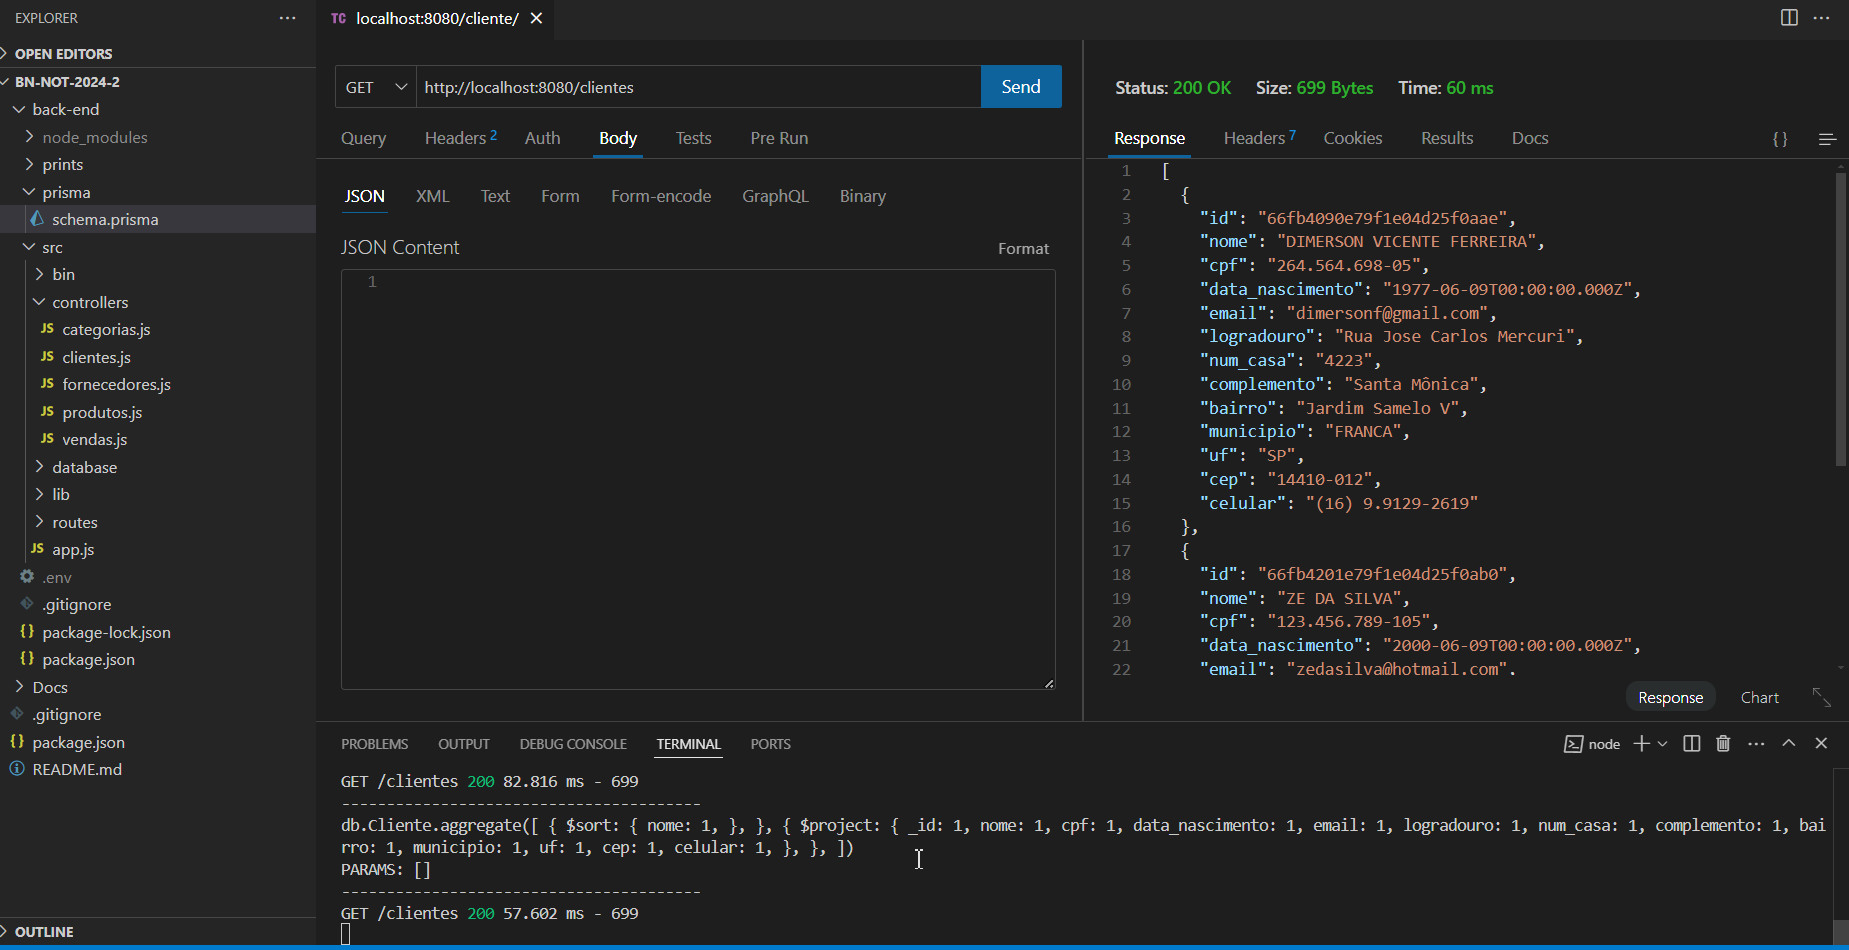 EXPLORER ···
OPEN EDITORS
BN-NOT-2024-2
back-end
node_modules
prints
prisma
schema.prisma
src
bin
controllers
JS categorias.js
JS clientes.js
JS fornecedores.js
JS produtos.js
JS vendas.js
database
lib
routes
JS app.js
.env
.gitignore
{} package-lock.json
{} package.json
Docs
.gitignore
{} package.json
README.md
OUTLINE
TC localhost:8080/cliente/
GET http://localhost:8080/clientes Send
Query Headers 2 Auth Body Tests Pre Run
JSON XML Text Form Form-encode GraphQL Binary
JSON Content Format
1
Status: 200 OK Size: 699 Bytes Time: 60 ms
Response Headers 7 Cookies Results Docs {}
1 [
2 {
3 "id": "66fb4090e79f1e04d25f0aae",
4 "nome": "DIMERSON VICENTE FERREIRA",
5 "cpf": "264.564.698-05",
6 "data_nascimento": "1977-06-09T00:00:00.000Z",
7 "email": "dimersonf@gmail.com",
8 "logradouro": "Rua Jose Carlos Mercuri",
9 "num_casa": "4223",
10 "complemento": "Santa Mônica",
11 "bairro": "Jardim Samelo V",
12 "municipio": "FRANCA",
13 "uf": "SP",
14 "cep": "14410-012",
15 "celular": "(16) 9.9129-2619"
16 },
17 {
18 "id": "66fb4201e79f1e04d25f0ab0",
19 "nome": "ZE DA SILVA",
20 "cpf": "123.456.789-105",
21 "data_nascimento": "2000-06-09T00:00:00.000Z",
22 "email": "zedasilva@hotmail.com",
Response Chart
PROBLEMS OUTPUT DEBUG CONSOLE TERMINAL PORTS node
GET /clientes 200 82.816 ms - 699
----------------------------------------
db.Cliente.aggregate([ { $sort: { nome: 1, }, }, { $project: { _id: 1, nome: 1, cpf: 1, data_nascimento: 1, email: 1, logradouro: 1, num_casa: 1, complemento: 1, bai
rro: 1, municipio: 1, uf: 1, cep: 1, celular: 1, }, }, ])
PARAMS: []
----------------------------------------
GET /clientes 200 57.602 ms - 699